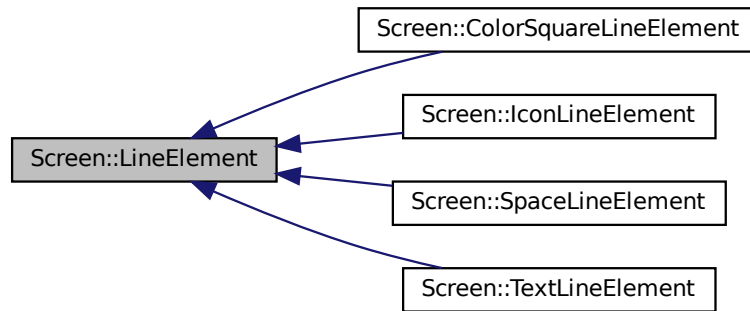 Screen::ColorSquareLineElement
Screen::IconLineElement
Screen::LineElement
Screen::SpaceLineElement
Screen::TextLineElement